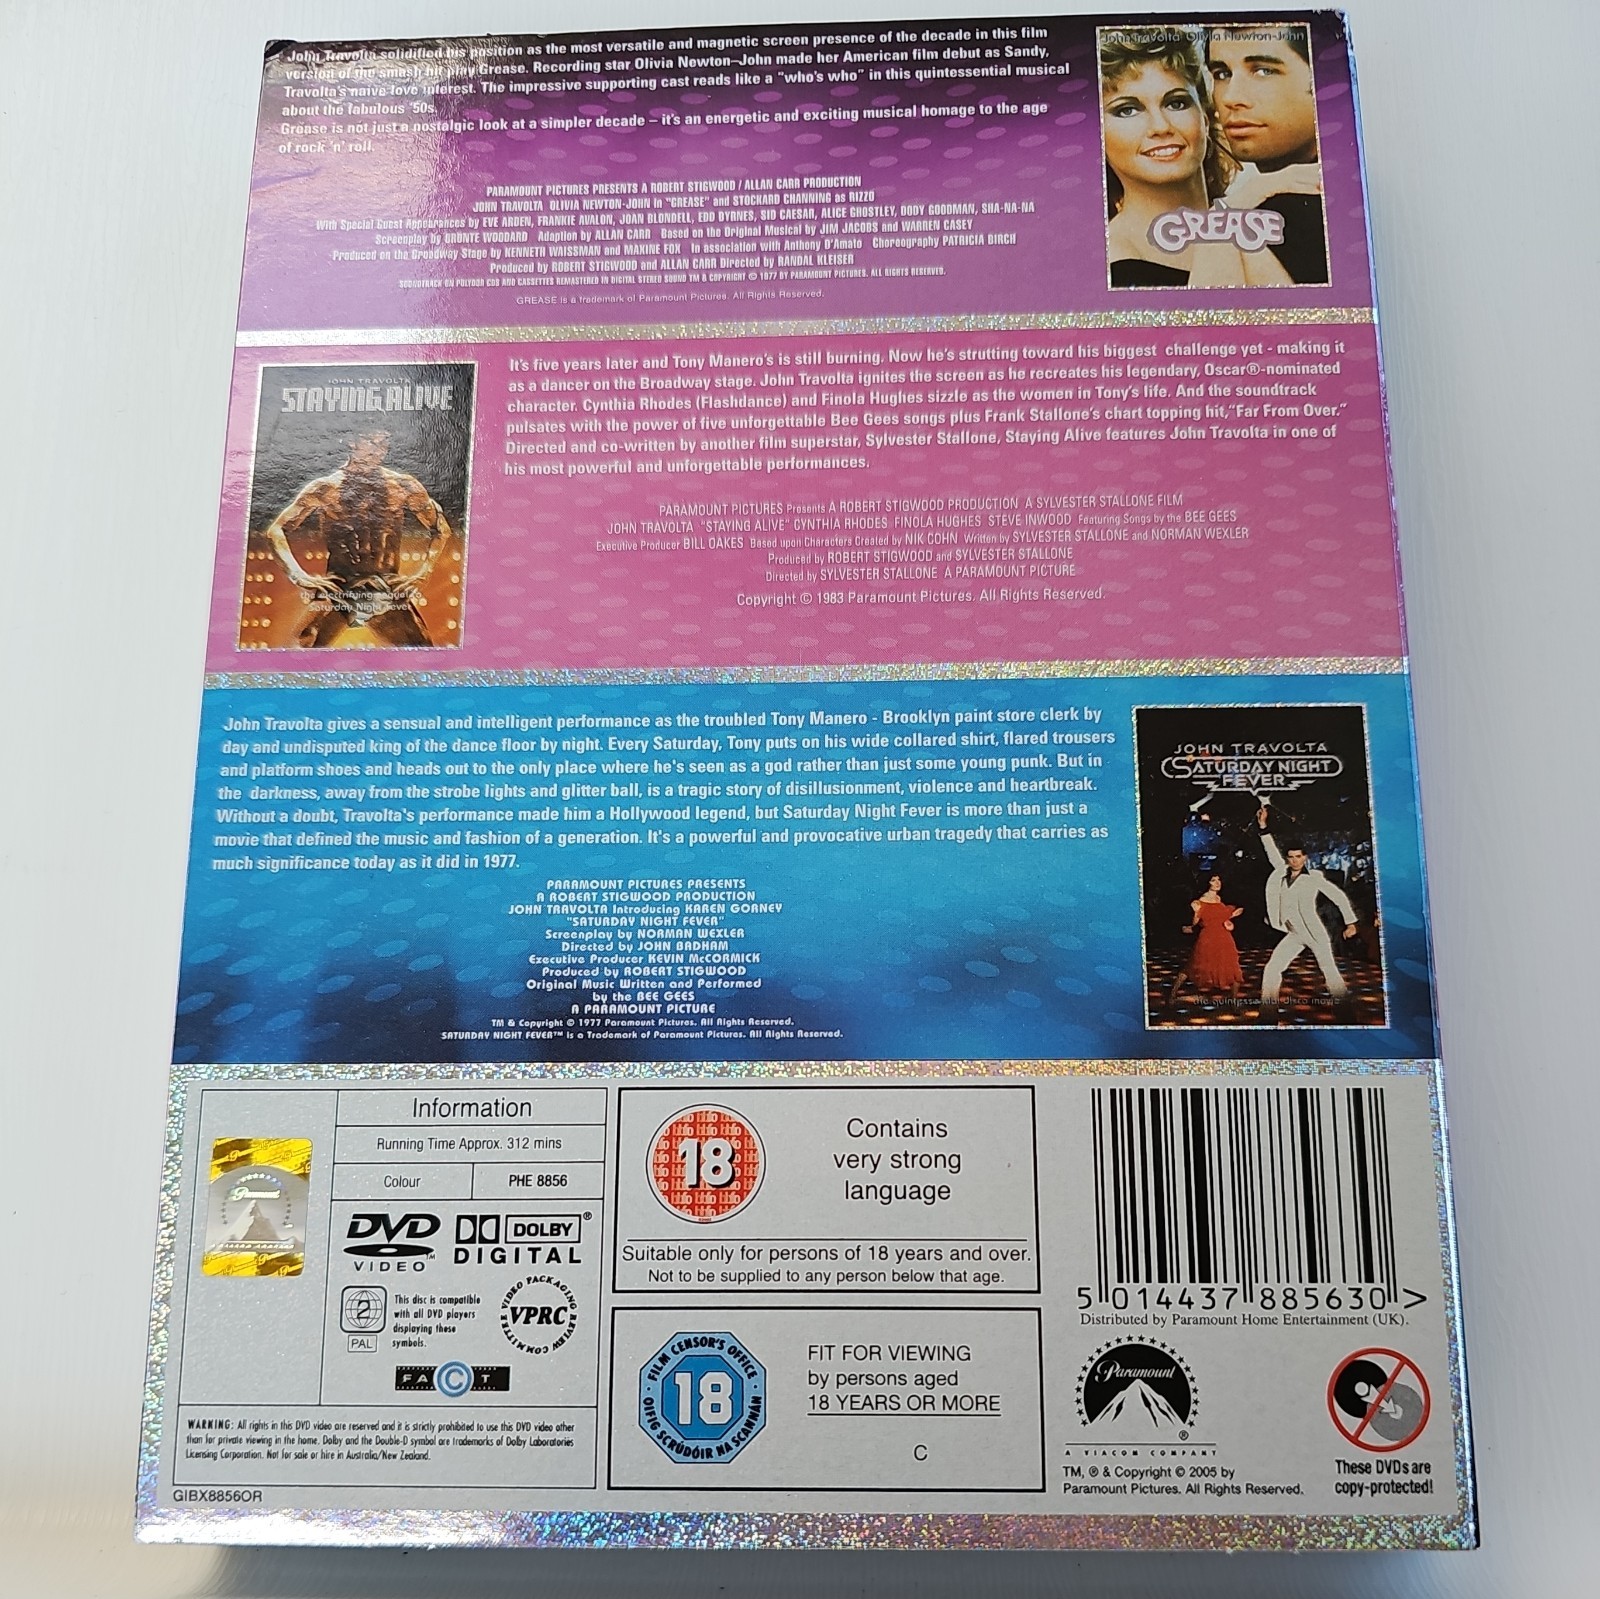 John Travolta solidified his position as the most versatile and magnetic screen presence of the decade in this film
version of the smash hit play Grease. Recording star Olivia Newton–John made her American film debut as Sandy,
Travolta's naive love interest. The impressive supporting cast reads like a "who's who" in this quintessential musical
about the fabulous '50s.
Grease is not just a nostalgic look at a simpler decade – it's an energetic and exciting musical homage to the age
of rock 'n' roll.
PARAMOUNT PICTURES PRESENTS A ROBERT STIGWOOD / ALLAN CARR PRODUCTION
JOHN TRAVOLTA OLIVIA NEWTON-JOHN in "GREASE" and STOCKARD CHANNING as RIZZO
With Special Guest Appearances by EVE ARDEN, FRANKIE AVALON, JOAN BLONDELL, EDD BYRNES, SID CAESAR, ALICE GHOSTLEY, DODY GOODMAN, SHA-NA-NA
Screenplay by BRONTE WOODARD Adaption by ALLAN CARR Based on the Original Musical by JIM JACOBS and WARREN CASEY
Produced on the Broadway Stage by KENNETH WAISSMAN and MAXINE FOX In association with Anthony D'Amato Choreography PATRICIA BIRCH
Produced by ROBERT STIGWOOD and ALLAN CARR Directed by RANDAL KLEISER
SOUNDTRACK ON POLYDOR CDS AND CASSETTES REMASTERED IN DIGITAL STEREO SOUND TM & COPYRIGHT © 1977 BY PARAMOUNT PICTURES. ALL RIGHTS RESERVED.
GREASE is a trademark of Paramount Pictures. All Rights Reserved.
John Travolta Olivia Newton-John
GREASE
JOHN TRAVOLTA
STAYING ALIVE
the electrifying sequel to
Saturday Night Fever
It's five years later and Tony Manero's is still burning. Now he's strutting toward his biggest challenge yet - making it
as a dancer on the Broadway stage. John Travolta ignites the screen as he recreates his legendary, Oscar®-nominated
character. Cynthia Rhodes (Flashdance) and Finola Hughes sizzle as the women in Tony's life. And the soundtrack
pulsates with the power of five unforgettable Bee Gees songs plus Frank Stallone's chart topping hit,"Far From Over."
Directed and co-written by another film superstar, Sylvester Stallone, Staying Alive features John Travolta in one of
his most powerful and unforgettable performances.
PARAMOUNT PICTURES Presents A ROBERT STIGWOOD PRODUCTION A SYLVESTER STALLONE FILM
JOHN TRAVOLTA "STAYING ALIVE" CYNTHIA RHODES FINOLA HUGHES STEVE INWOOD Featuring Songs by the BEE GEES
Executive Producer BILL OAKES Based upon Characters Created by NIK COHN Written by SYLVESTER STALLONE and NORMAN WEXLER
Produced by ROBERT STIGWOOD and SYLVESTER STALLONE
Directed by SYLVESTER STALLONE A PARAMOUNT PICTURE
Copyright © 1983 Paramount Pictures. All Rights Reserved.
John Travolta gives a sensual and intelligent performance as the troubled Tony Manero - Brooklyn paint store clerk by
day and undisputed king of the dance floor by night. Every Saturday, Tony puts on his wide collared shirt, flared trousers
and platform shoes and heads out to the only place where he's seen as a god rather than just some young punk. But in
the darkness, away from the strobe lights and glitter ball, is a tragic story of disillusionment, violence and heartbreak.
Without a doubt, Travolta's performance made him a Hollywood legend, but Saturday Night Fever is more than just a
movie that defined the music and fashion of a generation. It's a powerful and provocative urban tragedy that carries as
much significance today as it did in 1977.
PARAMOUNT PICTURES PRESENTS
A ROBERT STIGWOOD PRODUCTION
JOHN TRAVOLTA Introducing KAREN GORNEY
"SATURDAY NIGHT FEVER"
Screenplay by NORMAN WEXLER
Directed by JOHN BADHAM
Executive Producer KEVIN McCORMICK
Produced by ROBERT STIGWOOD
Original Music Written and Performed
by the BEE GEES
A PARAMOUNT PICTURE
TM & Copyright © 1977 Paramount Pictures. All Rights Reserved.
SATURDAY NIGHT FEVER™ is a Trademark of Paramount Pictures. All Rights Reserved.
JOHN TRAVOLTA
SATURDAY NIGHT
FEVER
the quintessential disco movie
Paramount
Information
Running Time Approx. 312 mins
Colour
PHE 8856
DVD
VIDEO™
DOLBY®
DIGITAL
2
PAL
This disc is compatible
with all DVD players
displaying these
symbols.
VIDEO PACKAGING REVIEW COMMITTEE
VPRC
FACT
WARNING: All rights in this DVD video are reserved and it is strictly prohibited to use this DVD video other
than for private viewing in the home. Dolby and the Double-D symbol are trademarks of Dolby Laboratories
Licensing Corporation. Not for sale or hire in Australia/New Zealand.
GIBX8856OR
18
Contains
very strong
language
Suitable only for persons of 18 years and over.
Not to be supplied to any person below that age.
FILM CENSOR'S OFFICE
18
OIFIG SCRÚDÓIR NA SCANNÁN
FIT FOR VIEWING
by persons aged
18 YEARS OR MORE
C
5 014437 885630 >
Distributed by Paramount Home Entertainment (UK).
Paramount®
A VIACOM COMPANY
TM, ® & Copyright © 2005 by
Paramount Pictures. All Rights Reserved.
These DVDs are
copy-protected!